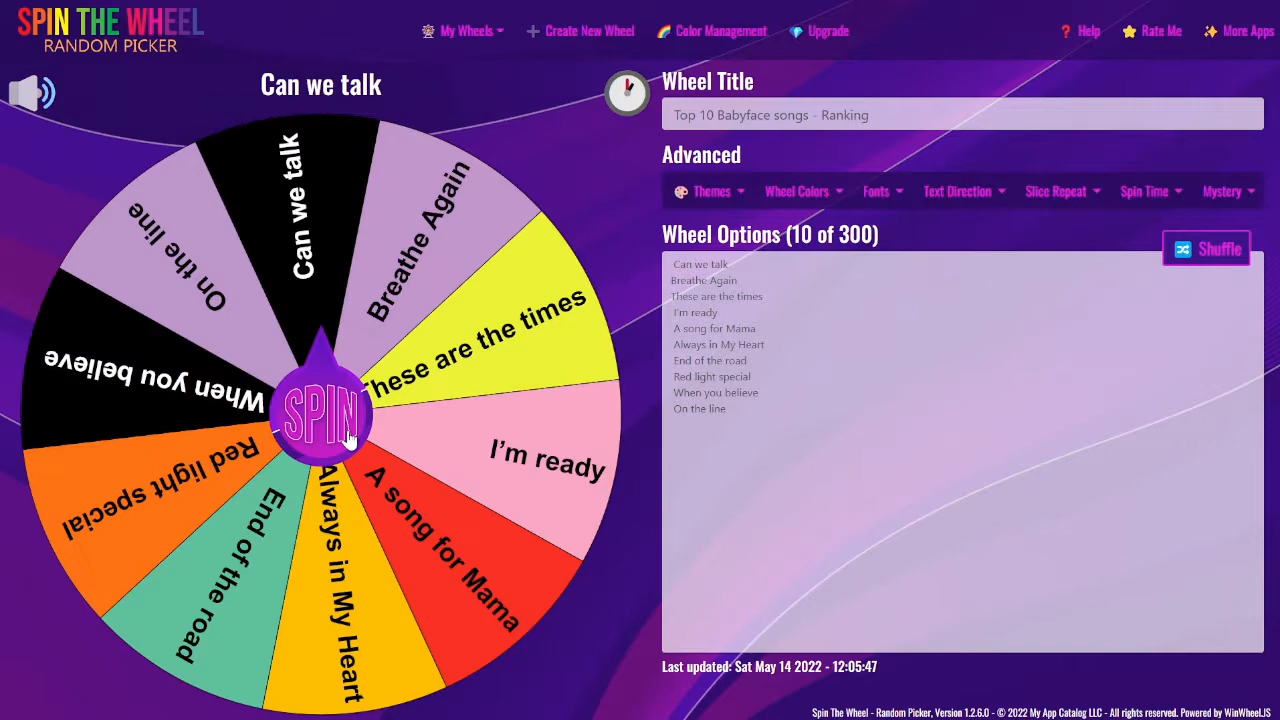 SPIN THE WHEEL
RANDOM PICKER
My Wheels
Create New Wheel
Color Management
Upgrade
Help
Rate Me
More Apps
Can we talk
Can we talk
Breathe Again
These are the times
I'm ready
A song for Mama
Always in My Heart
End of the road
Red light special
When you believe
On the line
SPIN
Wheel Title
Top 10 Babyface songs - Ranking
Advanced
Themes
Wheel Colors
Fonts
Text Direction
Slice Repeat
Spin Time
Mystery
Wheel Options (10 of 300)
Shuffle
Can we talk
Breathe Again
These are the times
I'm ready
A song for Mama
Always in My Heart
End of the road
Red light special
When you believe
On the line
Last updated: Sat May 14 2022 - 12:05:47
Spin The Wheel - Random Picker, Version 1.2.6.0 - © 2022 My App Catalog LLC - All rights reserved. Powered by WinWheelJS